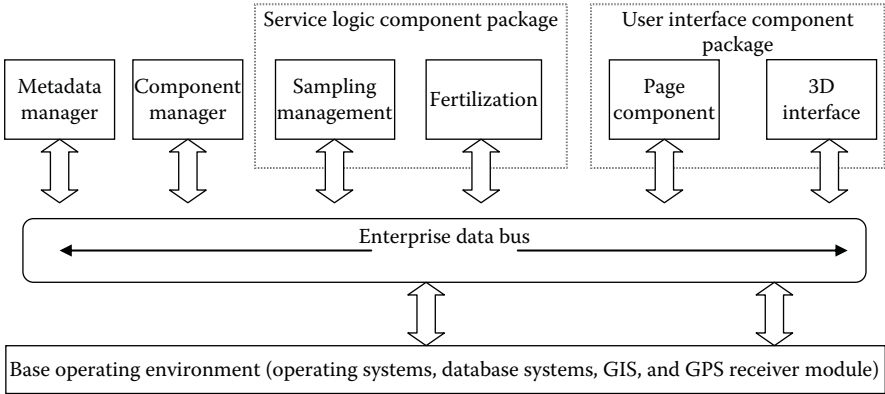 Service logic component package
User interface component
package
Metadata
manager
Component
manager
Sampling
management
Fertilization
Page
component
3D
interface
Enterprise data bus
Base operating environment (operating systems, database systems, GIS, and GPS receiver module)